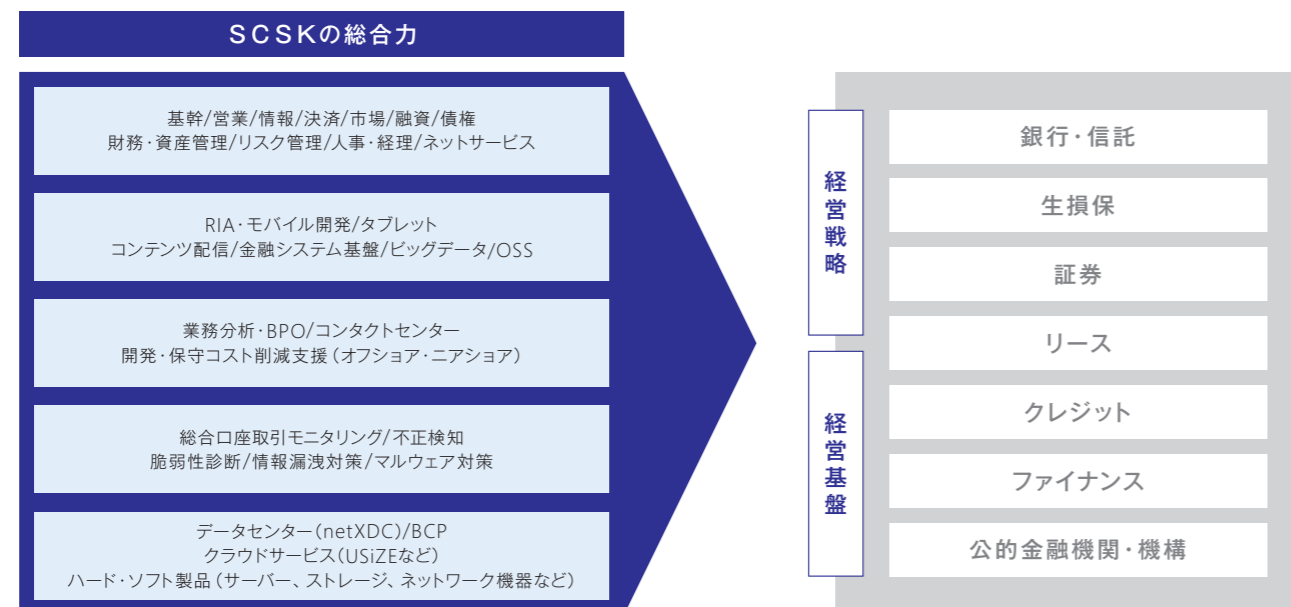 SCSKの総合力
基幹/営業/情報/決済/市場/融資/債権
財務・資産管理/リスク管理/人事・経理/ネットサービス
RIA・モバイル開発/タブレット
コンテンツ配信/金融システム基盤/ビッグデータ/OSS
業務分析・BPO/コンタクトセンター
開発・保守コスト削減支援(オフショア・ニアショア)
総合口座取引モニタリング/不正検知
脆弱性診断/情報漏洩対策/マルウェア対策
データセンター(netXDC)/BCP
クラウドサービス(USiZEなど)
ハード・ソフト製品(サーバー、ストレージ、ネットワーク機器など)
経営戦略
経営基盤
銀行・信託
生損保
証券
リース
クレジット
ファイナンス
公的金融機関・機構